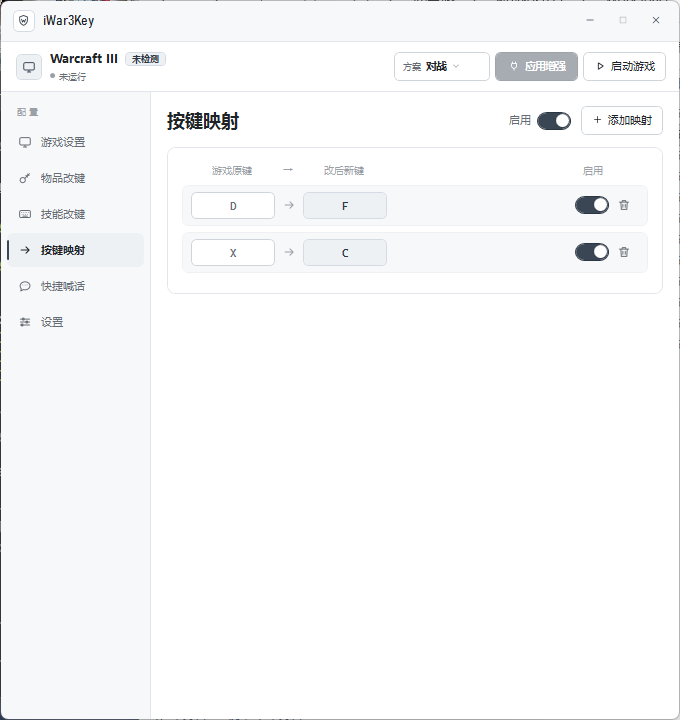 iWar3Key
Warcraft III 未检测
未运行
方案 对战
应用增强
启动游戏
配置
游戏设置
物品改键
技能改键
按键映射
快捷喊话
设置
按键映射
启用
+ 添加映射
游戏原键 → 改后新键 启用
D → F
X → C